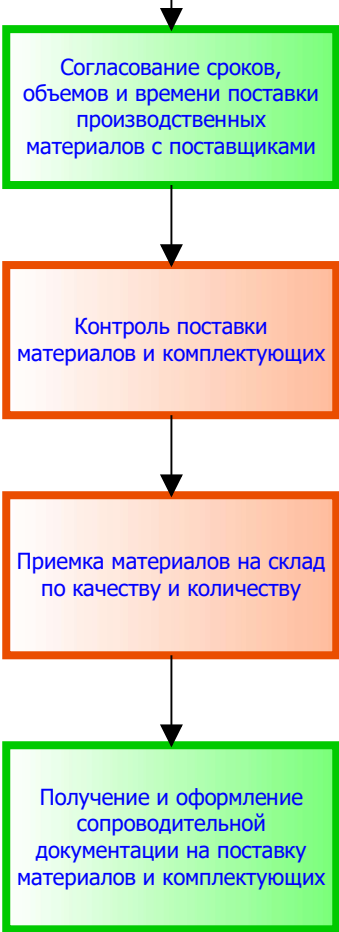 Согласование сроков,
объемов и времени поставки
производственных
материалов с поставщиками
Контроль поставки
материалов и комплектующих
Приемка материалов на склад
по качеству и количеству
Получение и оформление
сопроводительной
документации на поставку
материалов и комплектующих